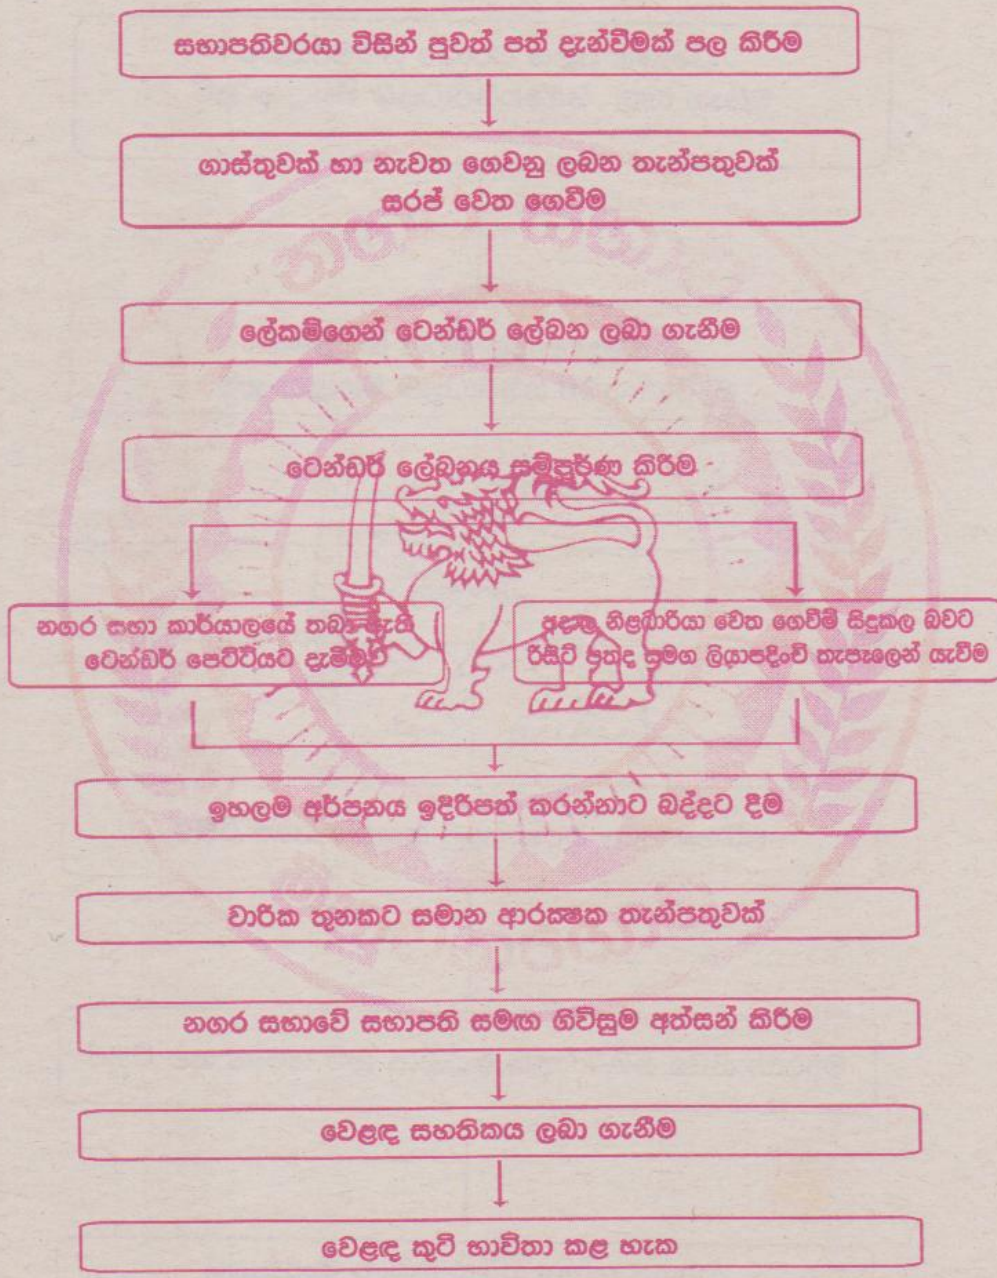 සභාපතිවරයා විසින් පුවත් පත් දැන්වීමක් පල කිරීම
ගාස්තුවක් හා නැවත ගෙවනු ලබන තැන්පතුවක්
සරප් වෙත ගෙවීම
ලේකම්ගෙන් ටෙන්ඩර් ලේඛන ලබා ගැනීම
ටෙන්ඩර් ලේඛනය සම්පූර්ණ කිරීම
නගර සභා කාර්යාලයේ තබා ඇති
ටෙන්ඩර් පෙට්ටියට දැමීම
අදාල නිළධාරියා වෙත ගෙවීම් සිදුකල බවට
රිසිට් පතද සමග ලියාපදිංචි තැපෑලෙන් යැවීම
ඉහලම අර්පනය ඉදිරිපත් කරන්නාට බද්දට දීම
වාරික තුනකට සමාන ආරක්ෂක තැන්පතුවක්
නගර සභාවේ සභාපති සමඟ ගිවිසුම අත්සන් කිරීම
වෙළඳ සහතිකය ලබා ගැනීම
වෙළඳ කුටි භාවිතා කළ හැක